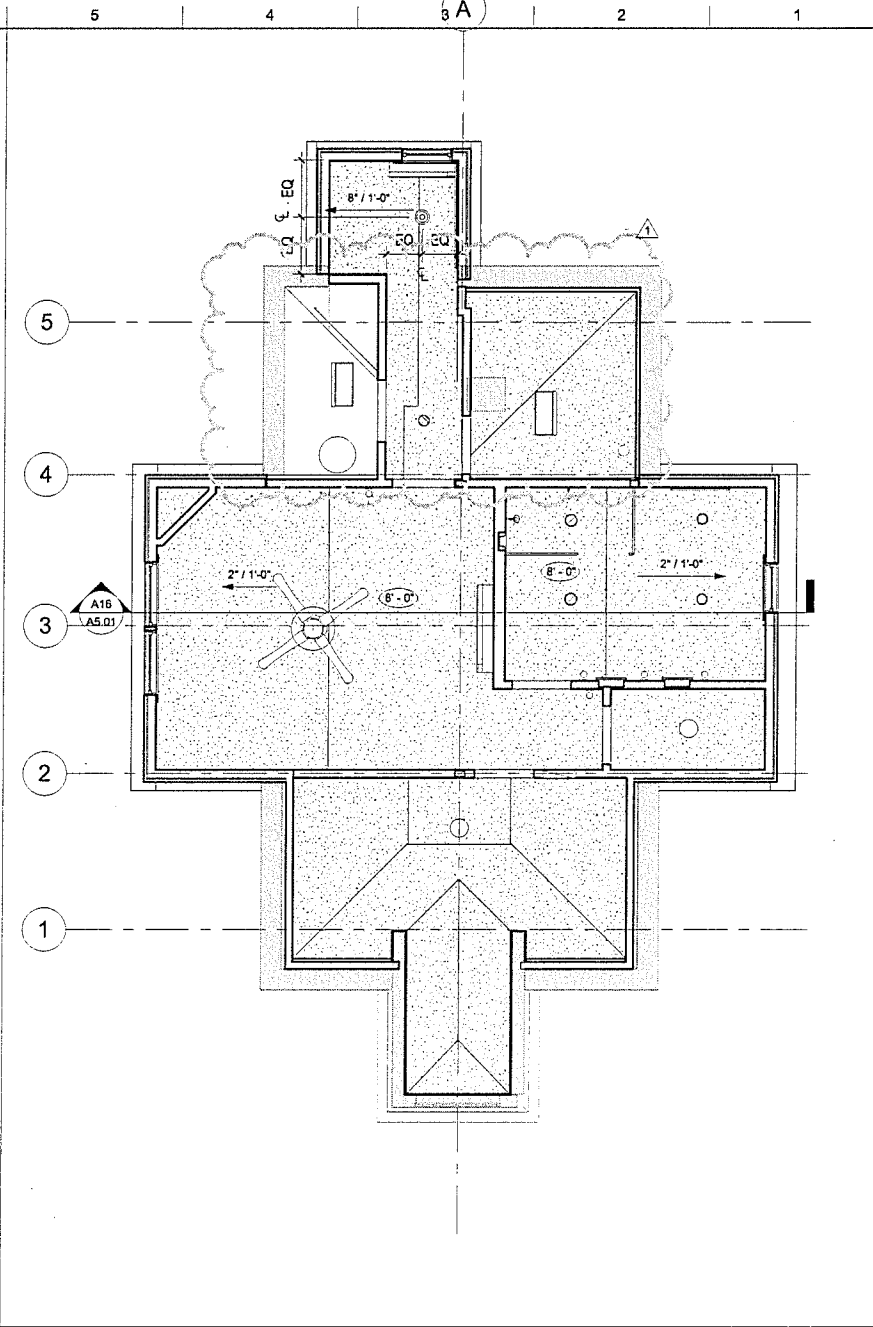 5 4 3 A 2 1
EQ
8" / 1'-0"
℄
EQ
EQ EQ
℄
1
5
4
2" / 1'-0"
8' - 0"
8' - 0"
2" / 1'-0"
A16
A5.01
3
2
1